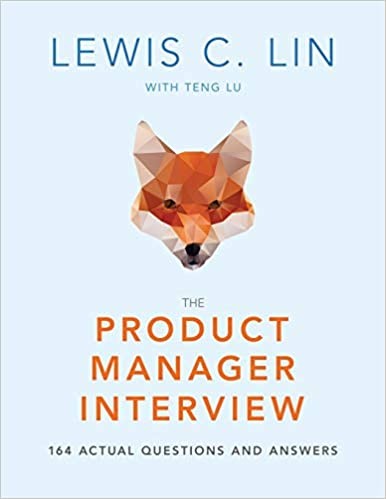 LEWIS C. LIN
WITH TENG LU
THE
PRODUCT
MANAGER
INTERVIEW
164 ACTUAL QUESTIONS AND ANSWERS